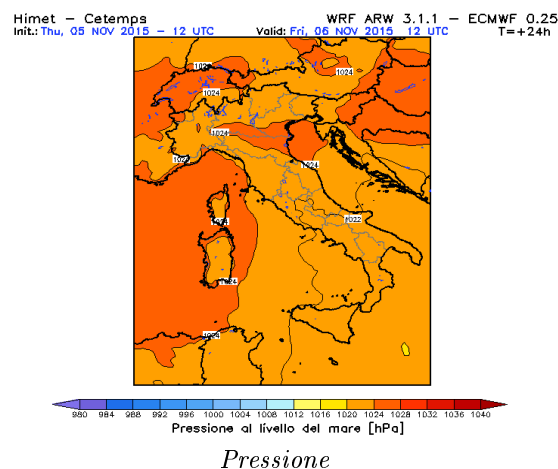 Himet – Cetemps WRF ARW 3.1.1 – ECMWF 0.25
Init.: Thu, 05 NOV 2015 – 12 UTC Valid: Fri, 06 NOV 2015 12 UTC T=+24h
1024
1024
1024
1024
1024
1022
1024
1024
1024
980 984 988 992 996 1000 1004 1008 1012 1016 1020 1024 1028 1032 1036 1040
Pressione al livello del mare [hPa]
Pressione